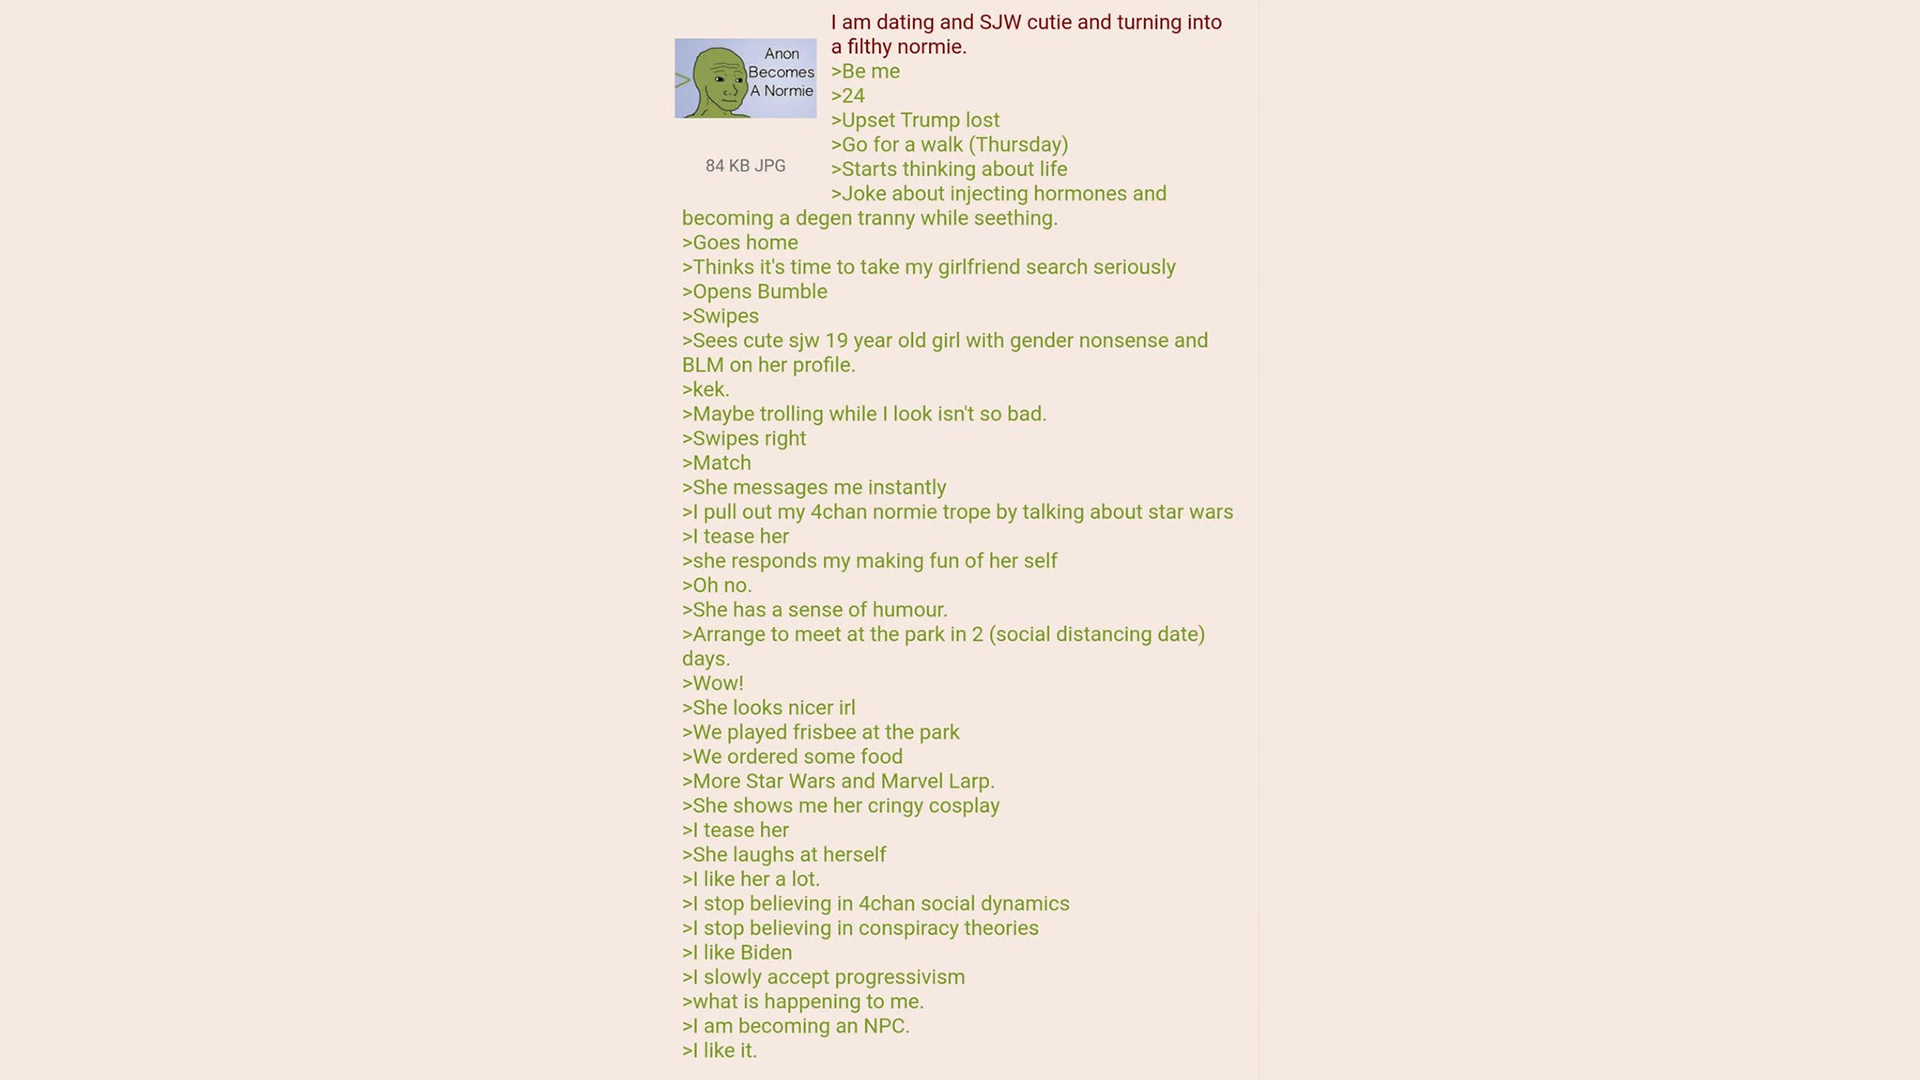 I am dating and SJW cutie and turning into
a filthy normie.
Anon
Becomes
A Normie
>
84 KB JPG
>Be me
>24
>Upset Trump lost
>Go for a walk (Thursday)
>Starts thinking about life
>Joke about injecting hormones and
becoming a degen tranny while seething.
>Goes home
>Thinks it's time to take my girlfriend search seriously
>Opens Bumble
>Swipes
>Sees cute sjw 19 year old girl with gender nonsense and
BLM on her profile.
>kek.
>Maybe trolling while I look isn't so bad.
>Swipes right
>Match
>She messages me instantly
>I pull out my 4chan normie trope by talking about star wars
>I tease her
>she responds my making fun of her self
>Oh no.
>She has a sense of humour.
>Arrange to meet at the park in 2 (social distancing date)
days.
>Wow!
>She looks nicer irl
>We played frisbee at the park
>We ordered some food
>More Star Wars and Marvel Larp.
>She shows me her cringy cosplay
>I tease her
>She laughs at herself
>I like her a lot.
>I stop believing in 4chan social dynamics
>I stop believing in conspiracy theories
>I like Biden
>I slowly accept progressivism
>what is happening to me.
>I am becoming an NPC.
>I like it.